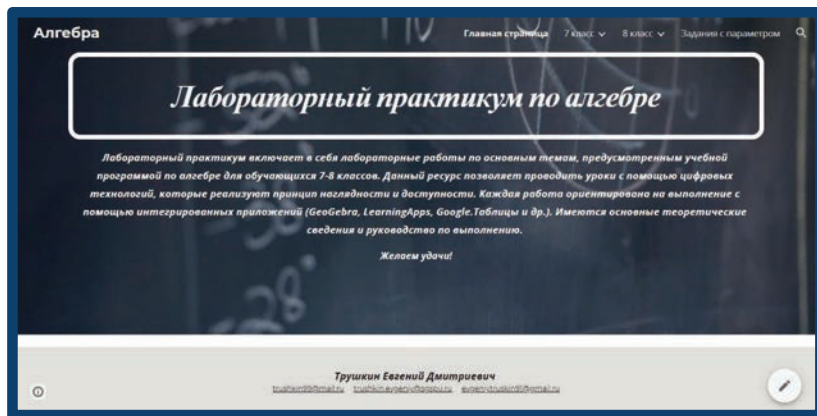 Алгебра
Главная страница 7 класс 8 класс Задания с параметром
Лабораторный практикум по алгебре
Лабораторный практикум включает в себя лабораторные работы по основным темам, предусмотренным учебной
программой по алгебре для обучающихся 7-8 классов. Данный ресурс позволяет проводить уроки с помощью цифровых
технологий, которые реализуют принцип наглядности и доступности. Каждая работа ориентирована на выполнение с
помощью интегрированных приложений (GeoGebra, LearningApps, Google.Таблицы и др.). Имеются основные теоретические
сведения и руководство по выполнению.
Желаем удачи!
Трушкин Евгений Дмитриевич